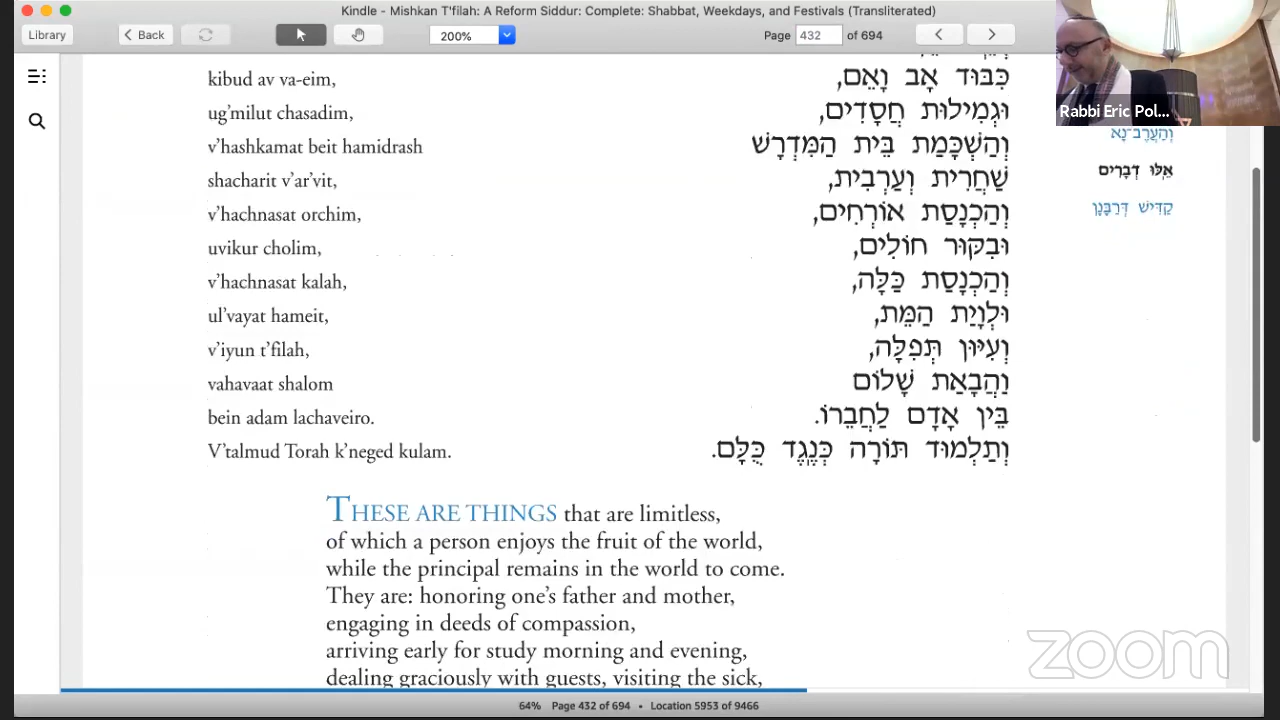 Kindle - Mishkan T'filah: A Reform Siddur: Complete: Shabbat, Weekdays, and Festivals (Transliterated)
Library
Back
200%
Page 432 of 694
Rabbi Eric Pol...
kibud av va-eim,
ug'milut chasadim,
v'hashkamat beit hamidrash
shacharit v'ar'vit,
v'hachnasat orchim,
uvikur cholim,
v'hachnasat kalah,
ul'vayat hameit,
v'iyun t'filah,
vahavaat shalom
bein adam lachaveiro.
V'talmud Torah k'neged kulam.
כִּבּוּד אָב וָאֵם,
וּגְמִילוּת חֲסָדִים,
וְהַשְׁכָּמַת בֵּית הַמִּדְרָשׁ
שַׁחֲרִית וְעַרְבִית,
וְהַכְנָסַת אוֹרְחִים,
וּבִקּוּר חוֹלִים,
וְהַכְנָסַת כַּלָּה,
וּלְוָיַת הַמֵּת,
וְעִיּוּן תְּפִלָּה,
וַהֲבָאַת שָׁלוֹם
בֵּין אָדָם לַחֲבֵרוֹ.
וְתַלְמוּד תּוֹרָה כְּנֶגֶד כֻּלָּם.
וְהַעֲרֶב־נָא
אֵלּוּ דְבָרִים
קַדִּישׁ דְּרַבָּנָן
THESE ARE THINGS that are limitless,
of which a person enjoys the fruit of the world,
while the principal remains in the world to come.
They are: honoring one's father and mother,
engaging in deeds of compassion,
arriving early for study morning and evening,
dealing graciously with guests, visiting the sick,
zoom
64% Page 432 of 694 • Location 5953 of 9466